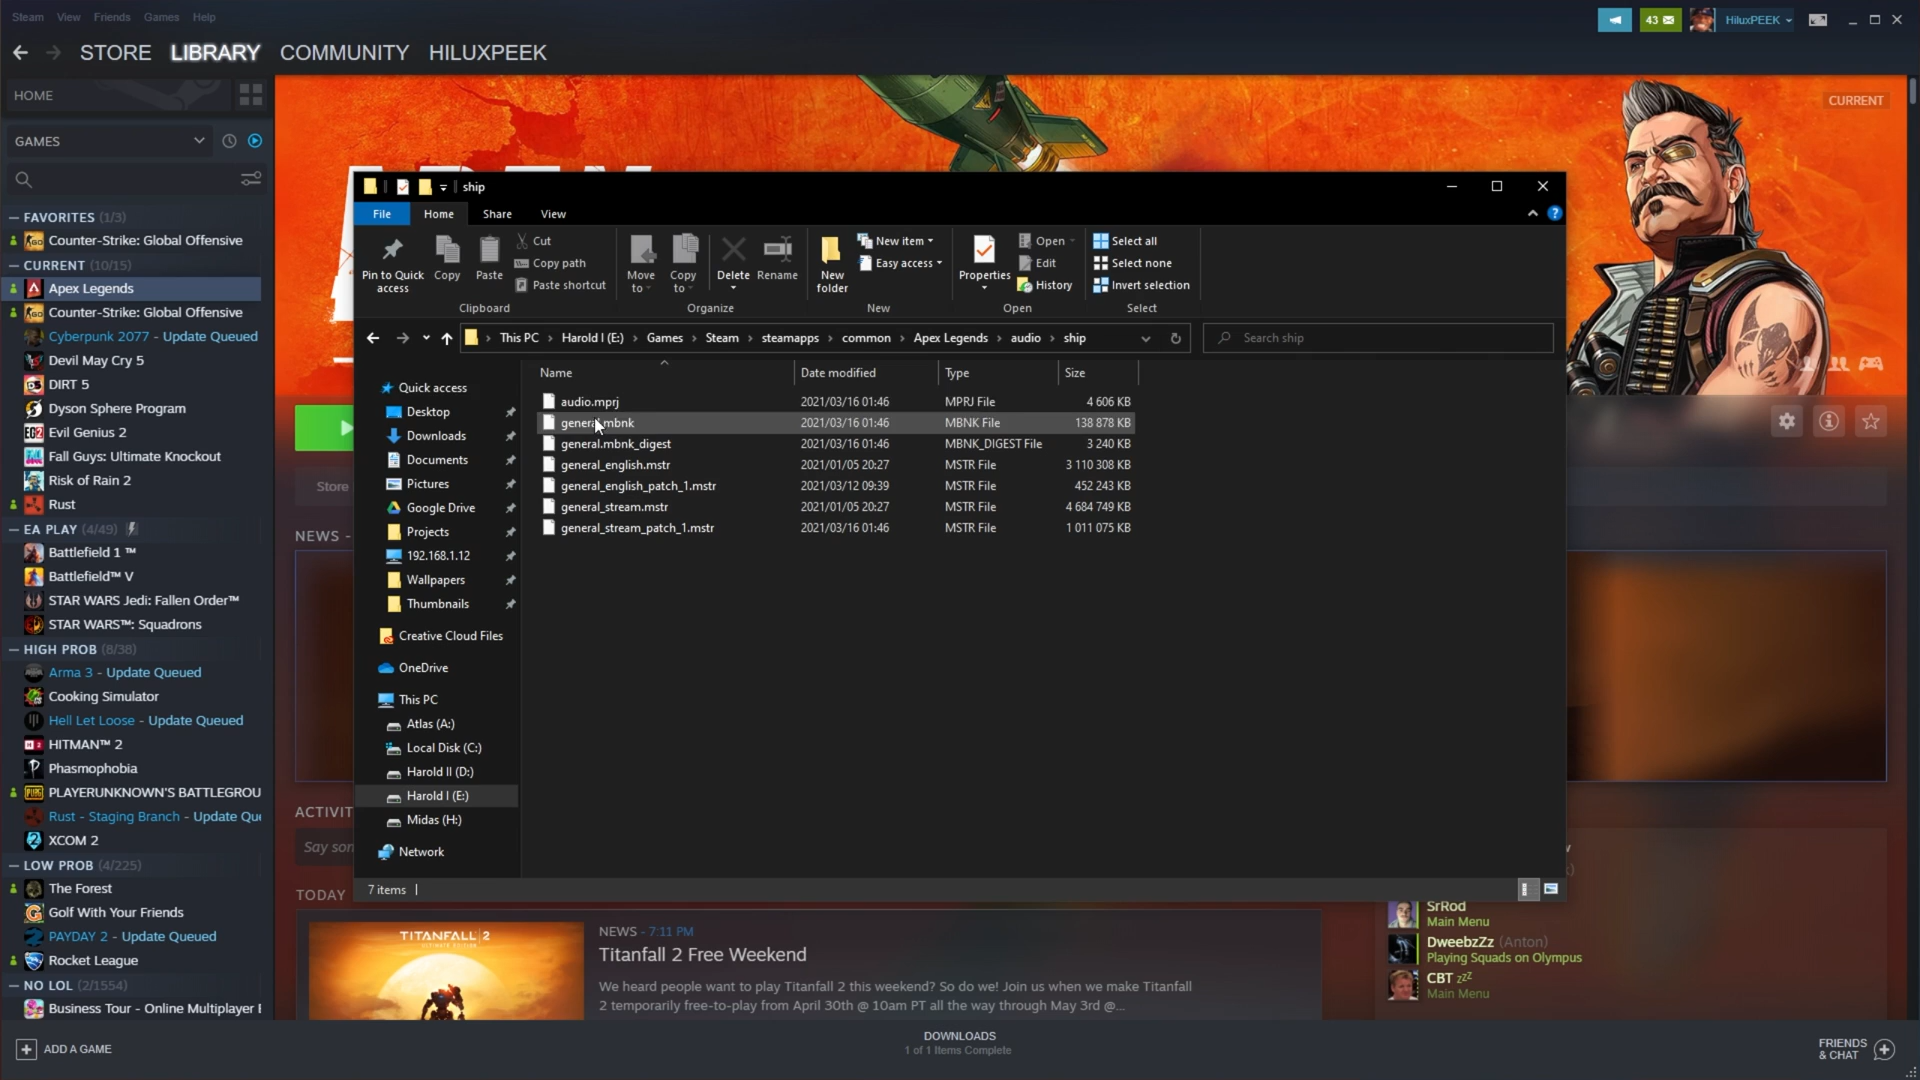 Steam View Friends Games Help
43
HiluxPEEK
STORE LIBRARY COMMUNITY HILUXPEEK
HOME
GAMES
FAVORITES (1/3)
Counter-Strike: Global Offensive
CURRENT (10/15)
Apex Legends
Counter-Strike: Global Offensive
Cyberpunk 2077 - Update Queued
Devil May Cry 5
DIRT 5
Dyson Sphere Program
Evil Genius 2
Fall Guys: Ultimate Knockout
Risk of Rain 2
Rust
EA PLAY (4/49)
Battlefield 1 ™
Battlefield™ V
STAR WARS Jedi: Fallen Order™
STAR WARS™: Squadrons
HIGH PROB (8/38)
Arma 3 - Update Queued
Cooking Simulator
Hell Let Loose - Update Queued
HITMAN™ 2
Phasmophobia
PLAYERUNKNOWN'S BATTLEGROU
Rust - Staging Branch - Update Que
XCOM 2
LOW PROB (4/225)
The Forest
Golf With Your Friends
PAYDAY 2 - Update Queued
Rocket League
NO LOL (2/1554)
Business Tour - Online Multiplayer
ADD A GAME
CURRENT
ship
File Home Share View
Pin to Quick access
Copy
Paste
Cut
Copy path
Paste shortcut
Clipboard
Move to
Copy to
Delete
Rename
Organize
New folder
New item
Easy access
New
Properties
Open
Edit
History
Open
Select all
Select none
Invert selection
Select
This PC > Harold I (E:) > Games > Steam > steamapps > common > Apex Legends > audio > ship
Search ship
Quick access
Desktop
Downloads
Documents
Pictures
Google Drive
Projects
192.168.1.12
Wallpapers
Thumbnails
Creative Cloud Files
OneDrive
This PC
Atlas (A:)
Local Disk (C:)
Harold II (D:)
Harold I (E:)
Midas (H:)
Network
Name Date modified Type Size
audio.mprj 2021/03/16 01:46 MPRJ File 4 606 KB
general.mbnk 2021/03/16 01:46 MBNK File 138 878 KB
general.mbnk_digest 2021/03/16 01:46 MBNK_DIGEST File 3 240 KB
general_english.mstr 2021/01/05 20:27 MSTR File 3 110 308 KB
general_english_patch_1.mstr 2021/03/12 09:39 MSTR File 452 243 KB
general_stream.mstr 2021/01/05 20:27 MSTR File 4 684 749 KB
general_stream_patch_1.mstr 2021/03/16 01:46 MSTR File 1 011 075 KB
7 items
Store
NEWS -
ACTIVIT
Say som
TODAY
TITANFALL 2
NEWS - 7:11 PM
Titanfall 2 Free Weekend
We heard people want to play Titanfall 2 this weekend? So do we! Join us when we make Titanfall
2 temporarily free-to-play from April 30th @ 10am PT all the way through May 3rd @...
SrRod
Main Menu
DweebzZz (Anton)
Playing Squads on Olympus
CBT zzZ
Main Menu
DOWNLOADS
1 of 1 Items Complete
FRIENDS
& CHAT